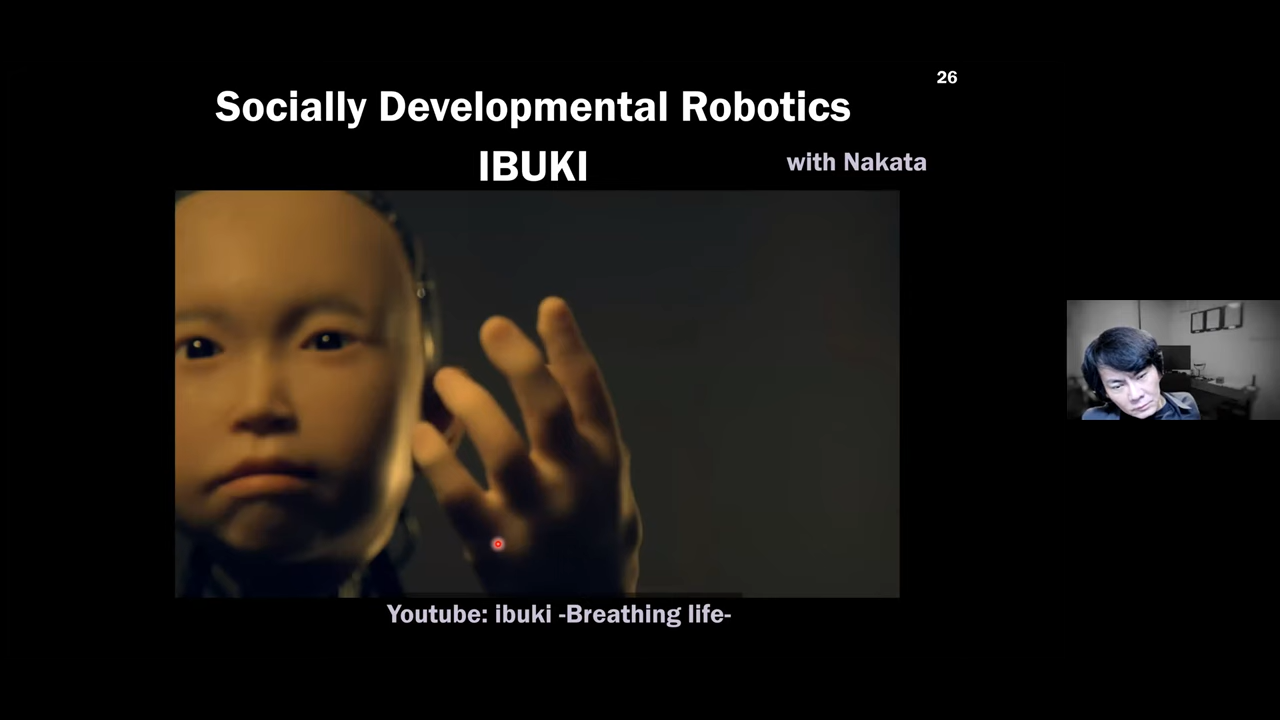 26
Socially Developmental Robotics
IBUKI
with Nakata
Youtube: ibuki -Breathing life-